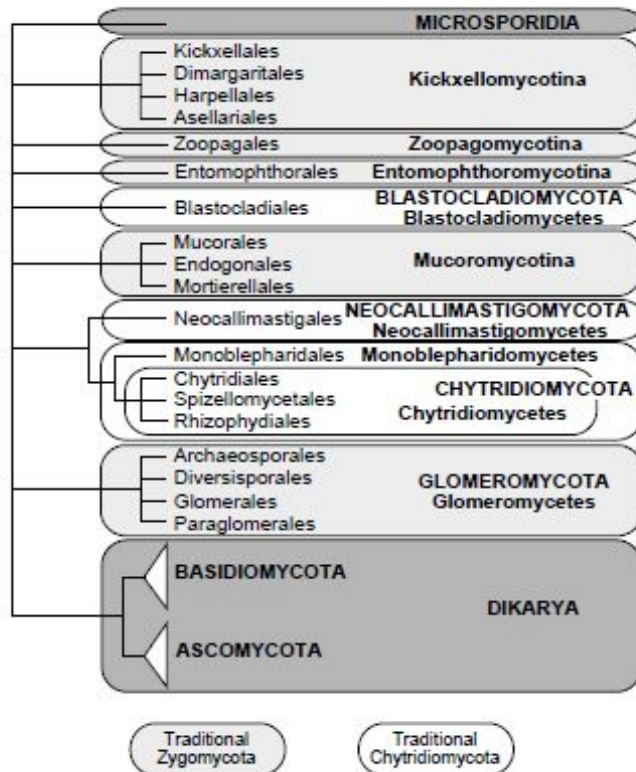 MICROSPORIDIA
Kickxellales
Dimargaritales
Harpellales
Asellariales
Kickxellomycotina
Zoopagales Zoopagomycotina
Entomophthorales Entomophthoromycotina
Blastocladiales
BLASTOCLADIOMYCOTA
Blastocladiomycetes
Mucorales
Endogonales
Mortierellales
Mucoromycotina
Neocallimastigales
NEOCALLIMASTIGOMYCOTA
Neocallimastigomycetes
Monoblepharidales Monoblepharidomycetes
Chytridiales
Spizellomycetales
Rhizophydiales
CHYTRIDIOMYCOTA
Chytridiomycetes
Archaeosporales
Diversisporales
Glomerales
Paraglomerales
GLOMEROMYCOTA
Glomeromycetes
BASIDIOMYCOTA
ASCOMYCOTA
DIKARYA
Traditional
Zygomycota
Traditional
Chytridiomycota